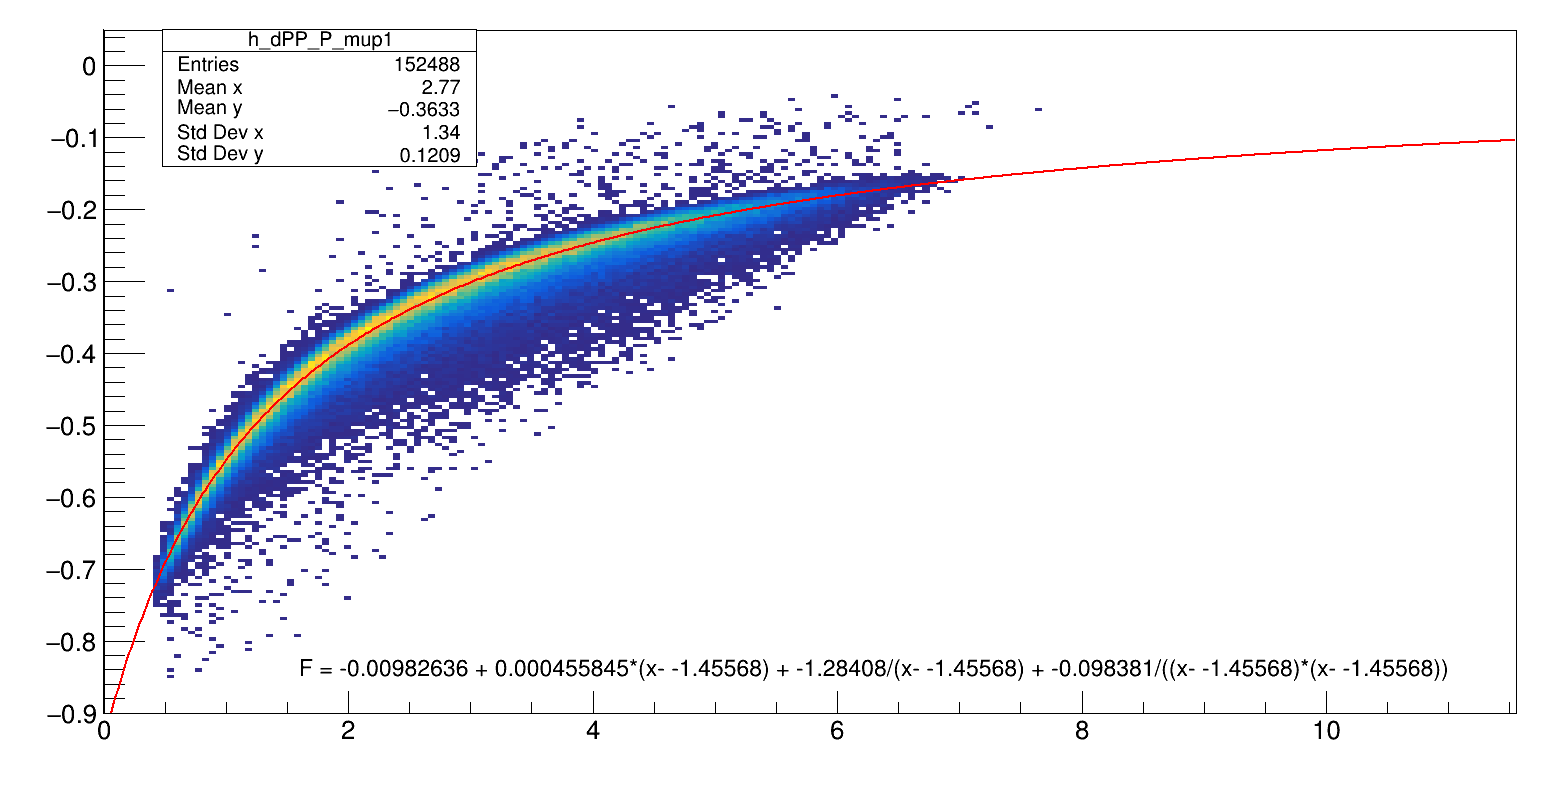 h_dPP_P_mup1
Entries 152488
Mean x 2.77
Mean y −0.3633
Std Dev x 1.34
Std Dev y 0.1209
0
−0.1
−0.2
−0.3
−0.4
−0.5
−0.6
−0.7
−0.8
−0.9
F = -0.00982636 + 0.000455845*(x- -1.45568) + -1.28408/(x- -1.45568) + -0.098381/((x- -1.45568)*(x- -1.45568))
0 2 4 6 8 10